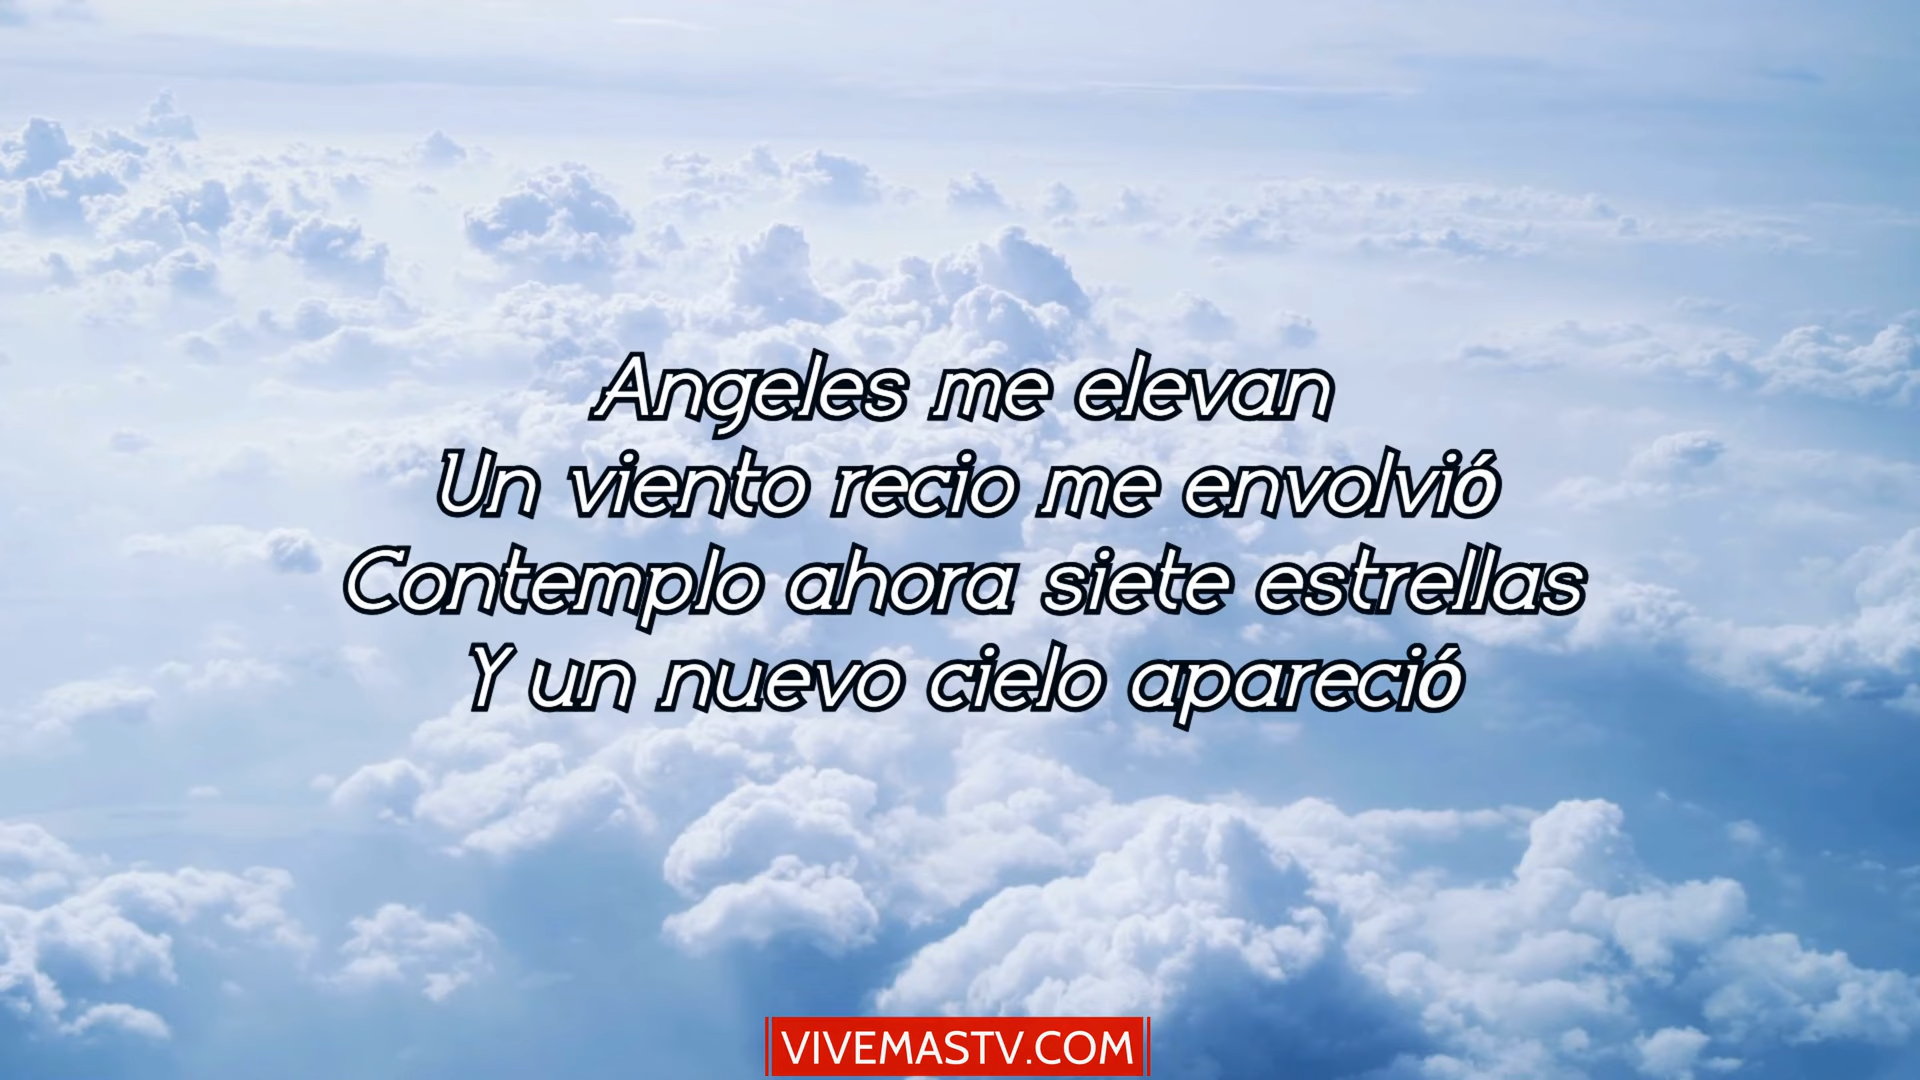 Angeles me elevan
Un viento recio me envolvió
Contemplo ahora siete estrellas
Y un nuevo cielo apareció
VIVEMASTV.COM